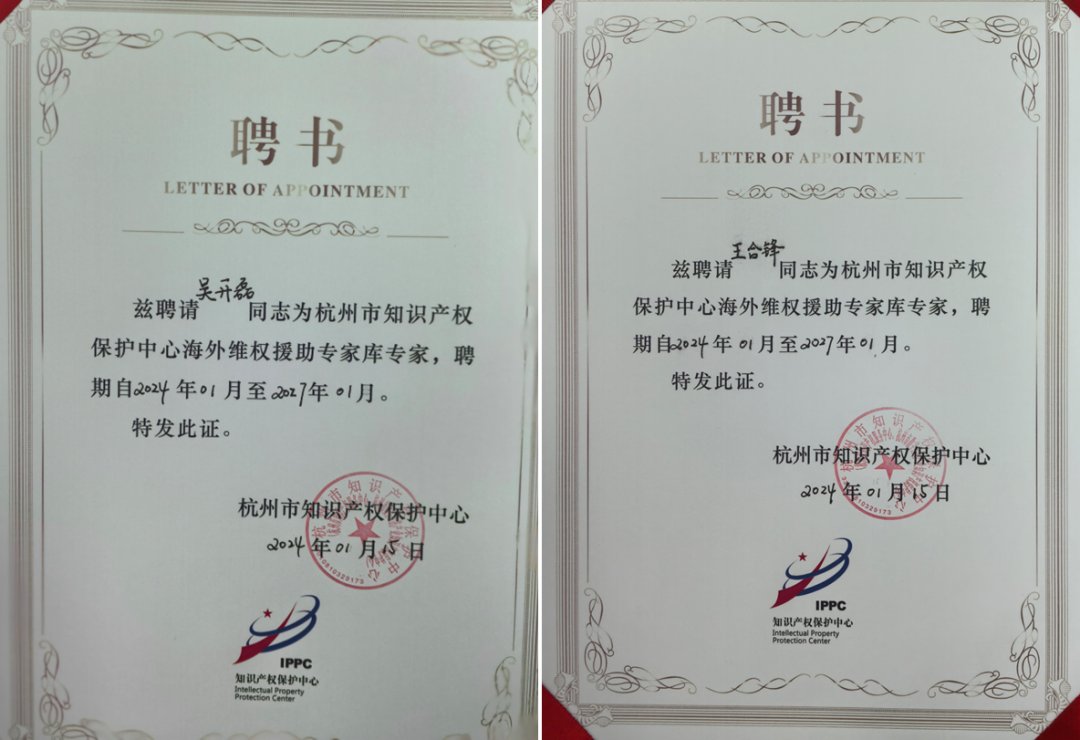 聘书
LETTER OF APPOINTMENT
兹聘请吴开磊同志为杭州市知识产权
保护中心海外维权援助专家库专家，聘
期自2024年01月至2027年01月。
特发此证。
杭州市知识产权保护中心
2024年01月15日
IPPC
知识产权保护中心
Intellectual Property
Protection Center
聘书
LETTER OF APPOINTMENT
兹聘请王合锋同志为杭州市知识产权
保护中心海外维权援助专家库专家，聘
期自2024年01月至2027年01月。
特发此证。
杭州市知识产权保护中心
2024年01月15日
IPPC
知识产权保护中心
Intellectual Property
Protection Center